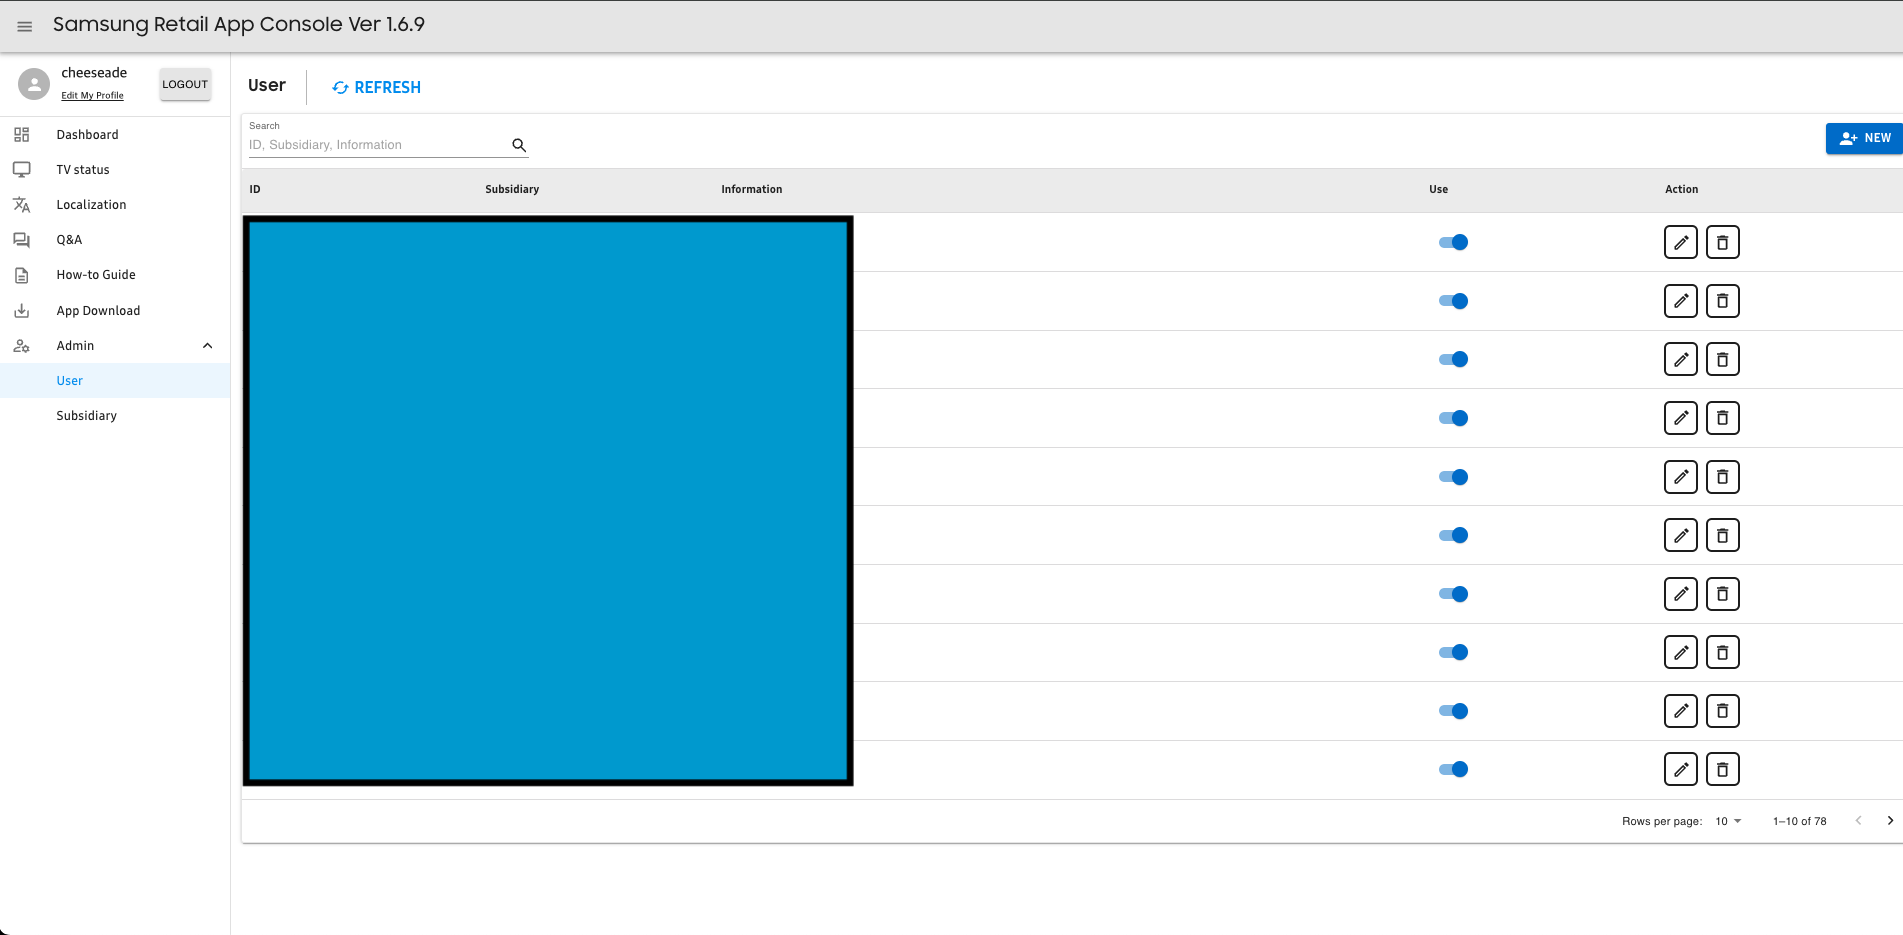 Samsung Retail App Console Ver 1.6.9
cheeseade
Edit My Profile
LOGOUT
Dashboard
TV status
Localization
Q&A
How-to Guide
App Download
Admin
User
Subsidiary
User
REFRESH
Search
ID, Subsidiary, Information
NEW
ID Subsidiary Information Use Action
Rows per page: 10 1–10 of 78